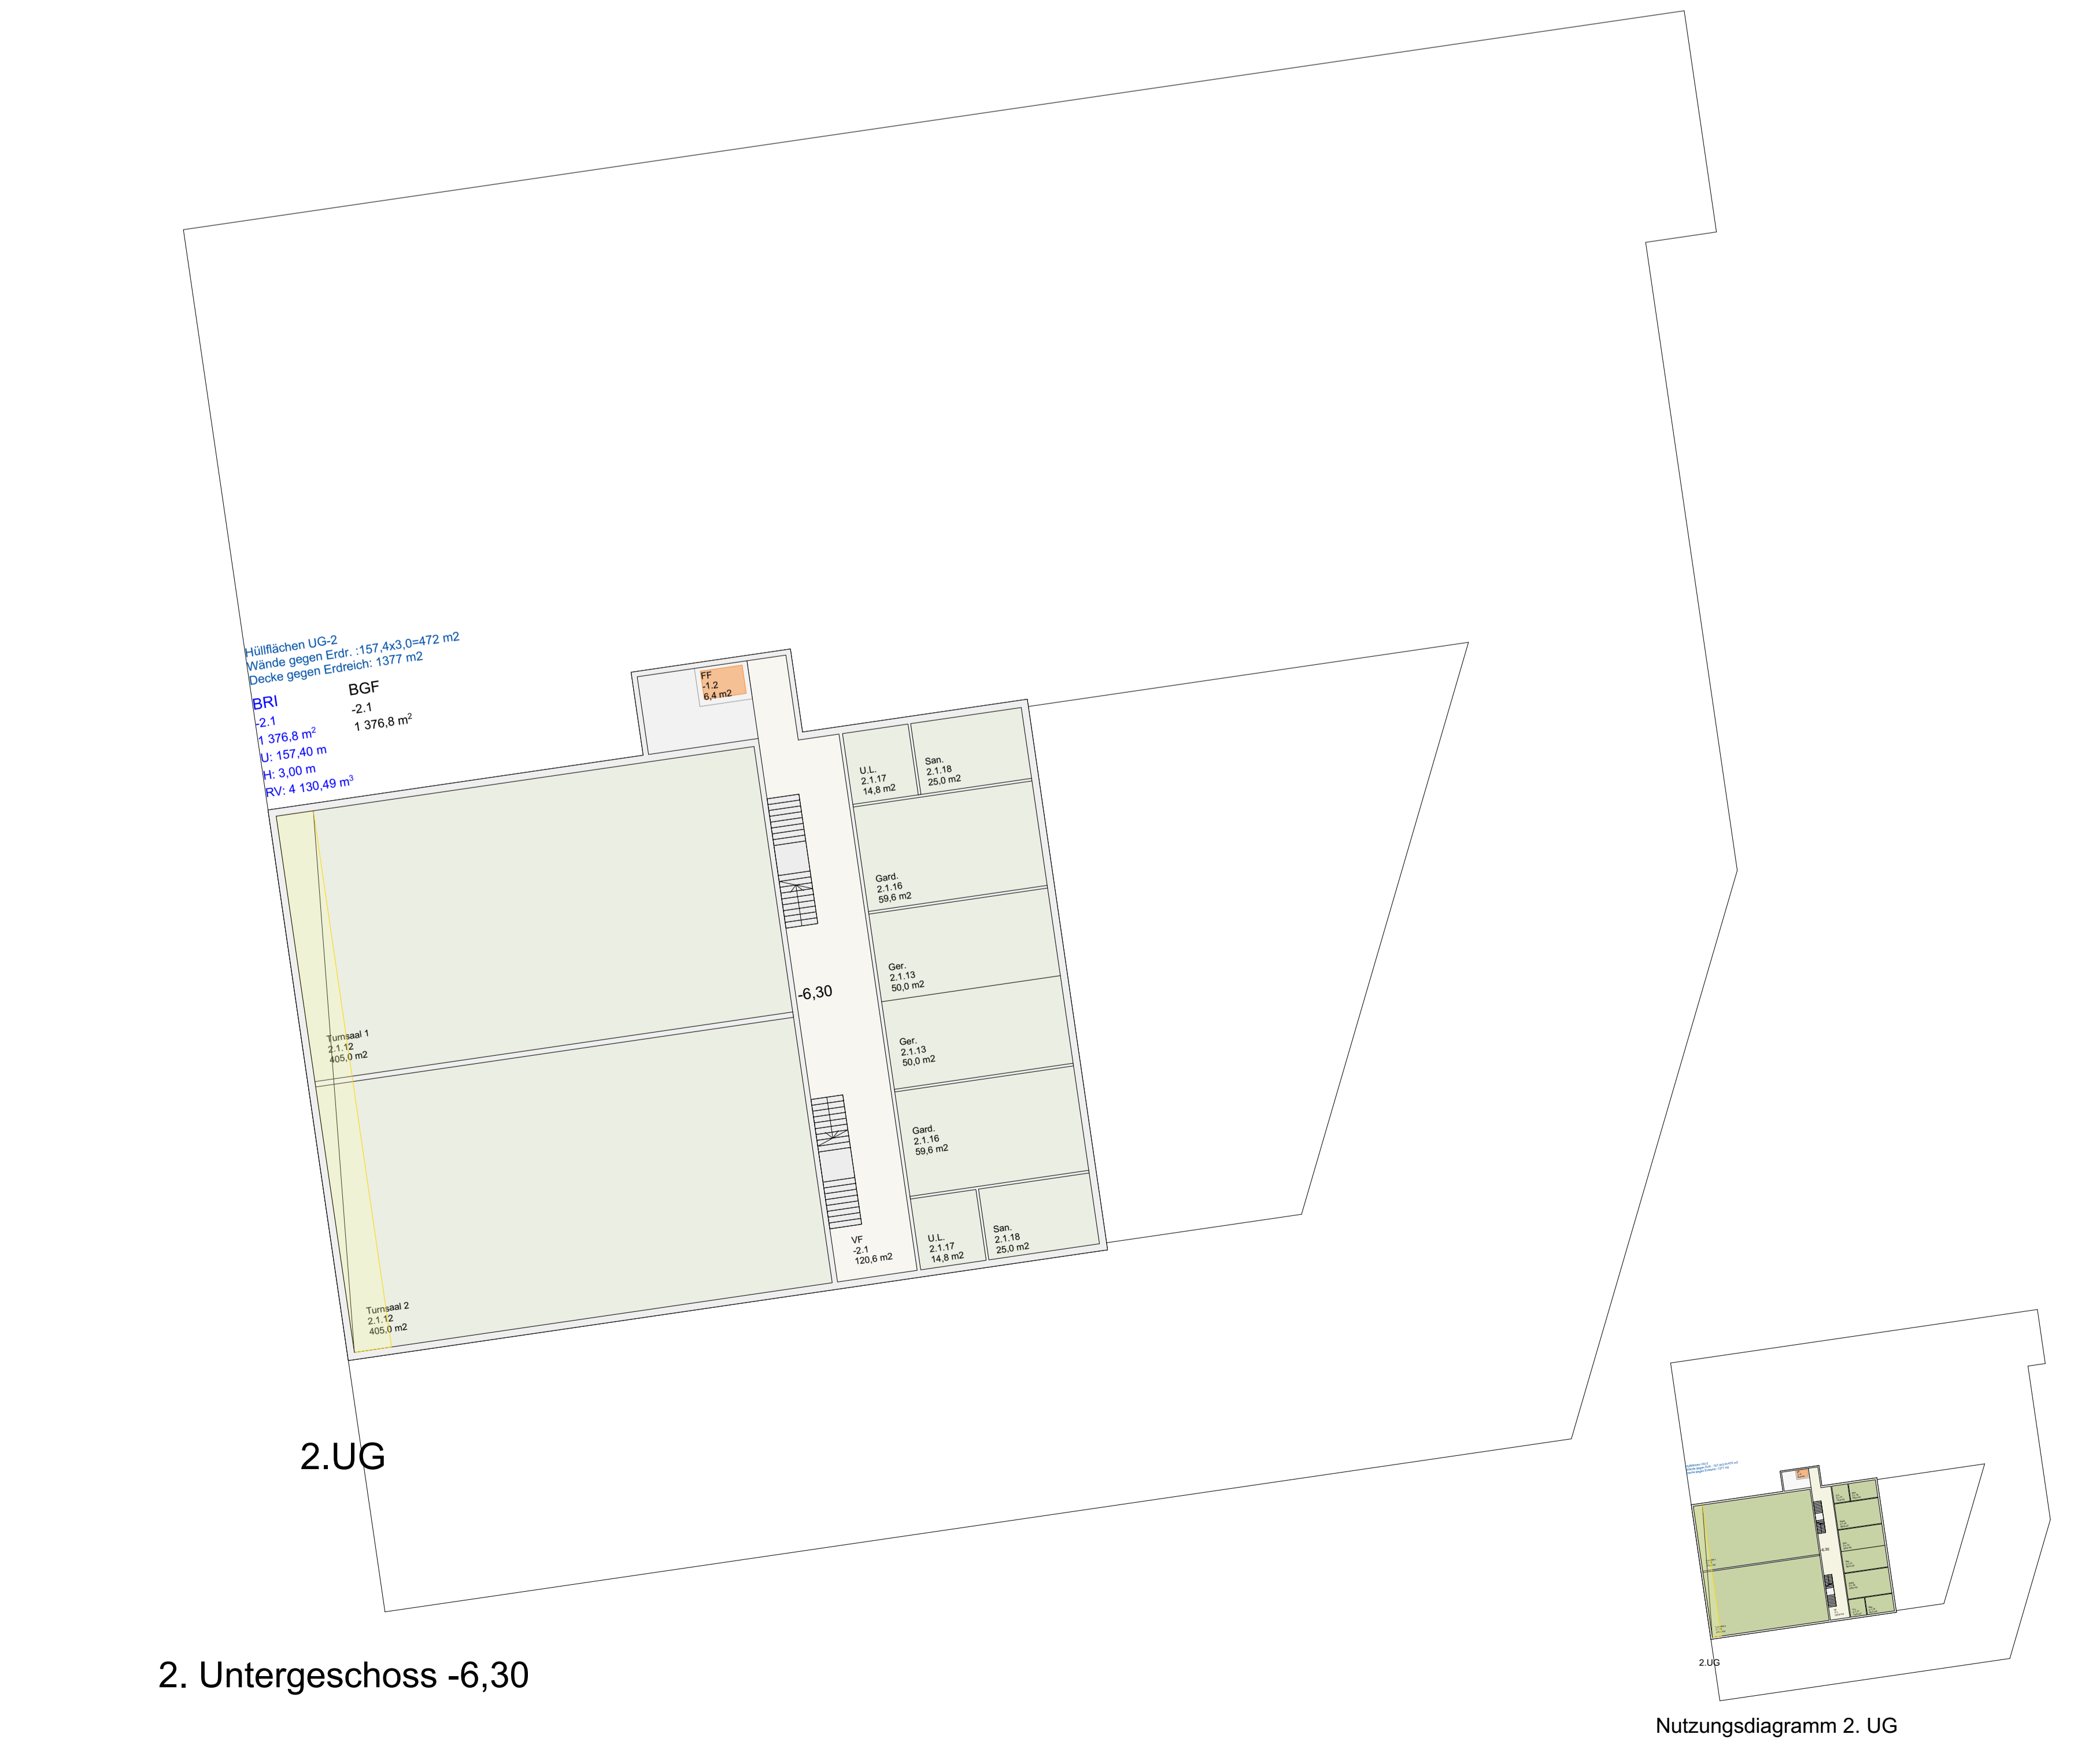 Hüllflächen UG-2
Wände gegen Erdr. :157,4x3,0=472 m2
Decke gegen Erdreich: 1377 m2
BRI
-2.1
1 376,8 m²
U: 157,40 m
H: 3,00 m
RV: 4 130,49 m³
BGF
-2.1
1 376,8 m²
FF
-1.2
6,4 m2
U.L.
2.1.17
14,8 m2
San.
2.1.18
25,0 m2
Gard.
2.1.16
59,6 m2
Ger.
2.1.13
50,0 m2
-6,30
Ger.
2.1.13
50,0 m2
Turnsaal 1
2.1.12
405,0 m2
Gard.
2.1.16
59,6 m2
VF
-2.1
120,6 m2
U.L.
2.1.17
14,8 m2
San.
2.1.18
25,0 m2
Turnsaal 2
2.1.12
405,0 m2
2.UG
2. Untergeschoss -6,30
-6,30
2.UG
Nutzungsdiagramm 2. UG